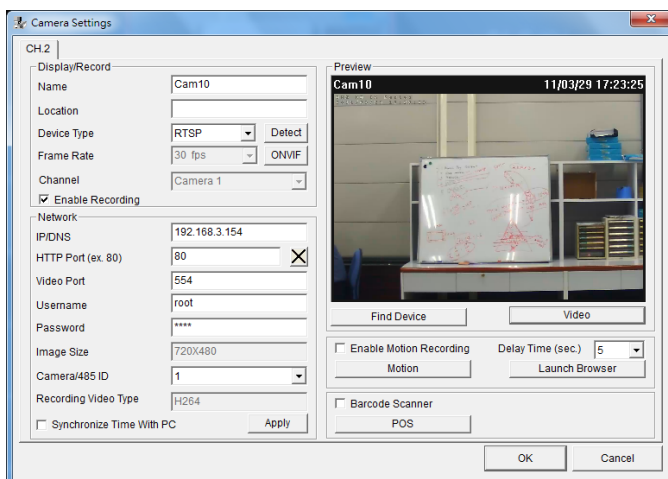 Camera Settings
CH.2
Display/Record
Name Cam10
Location
Device Type RTSP Detect
Frame Rate 30 fps ONVIF
Channel Camera 1
Enable Recording
Network
IP/DNS 192.168.3.154
HTTP Port (ex. 80) 80
Video Port 554
Username root
Password ****
Image Size 720X480
Camera/485 ID 1
Recording Video Type H264
Synchronize Time With PC Apply
Preview
Cam10 11/03/29 17:23:25
Find Device Video
Enable Motion Recording Delay Time (sec.) 5
Motion Launch Browser
Barcode Scanner
POS
OK Cancel